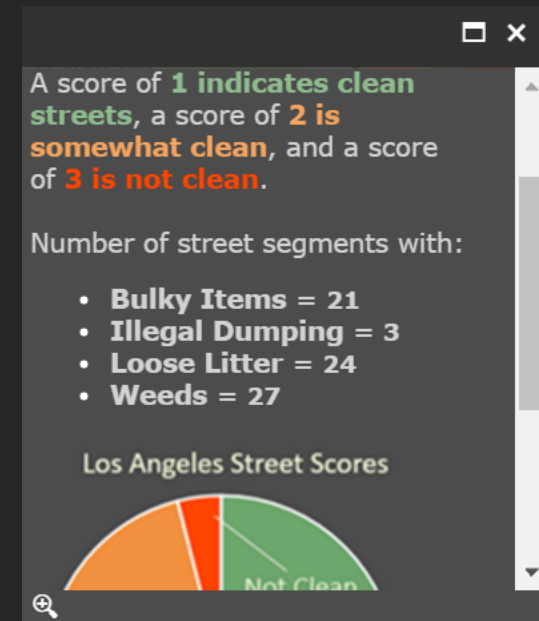 A score of 1 indicates clean
streets, a score of 2 is
somewhat clean, and a score
of 3 is not clean.
Number of street segments with:
• Bulky Items = 21
• Illegal Dumping = 3
• Loose Litter = 24
• Weeds = 27
Los Angeles Street Scores
Not Clean